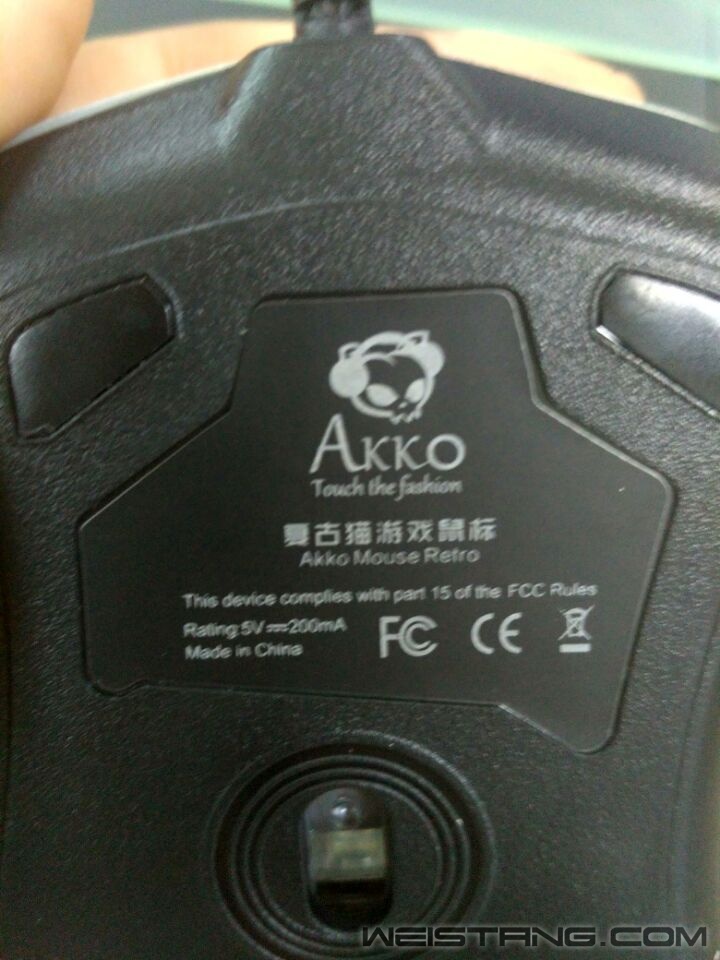 AKKO
Touch the fashion
复古猫游戏鼠标
Akko Mouse Retro
This device complies with part 15 of the FCC Rules
Rating:5V⎓200mA
Made in China
FC CE
WEISTANG.COM